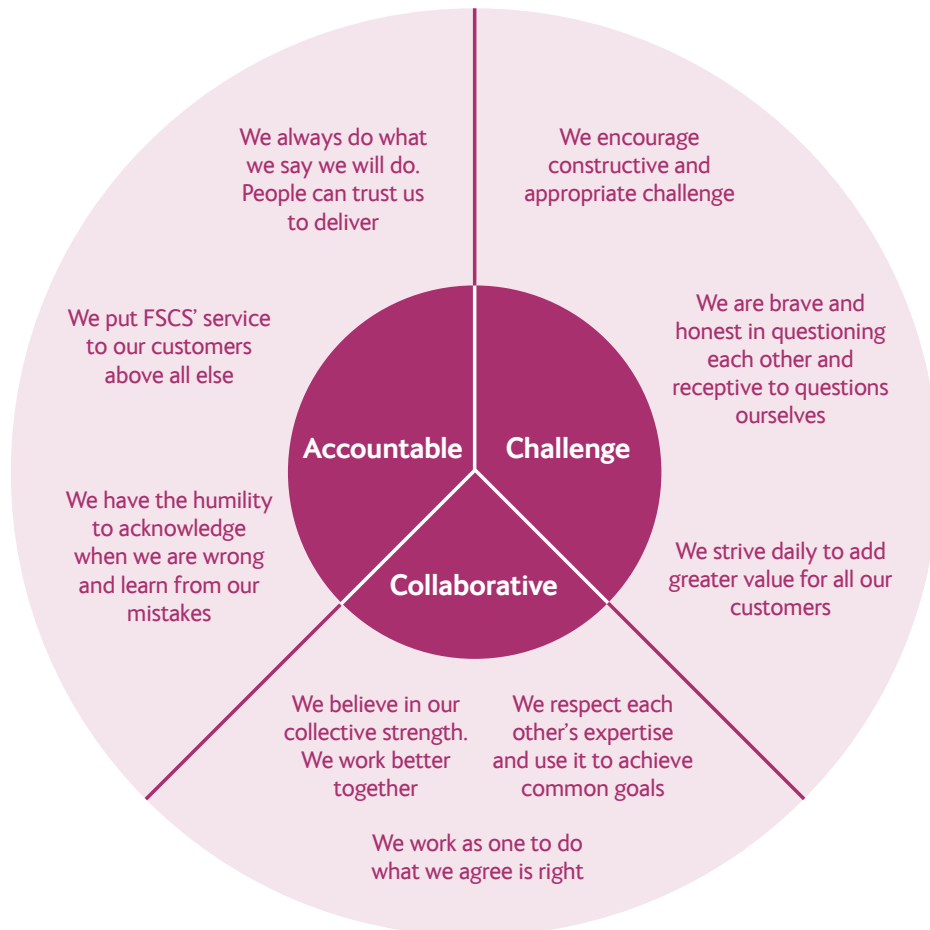 We always do what
we say we will do.
People can trust us
to deliver
We put FSCS’ service
to our customers
above all else
We have the humility
to acknowledge
when we are wrong
and learn from our
mistakes
Accountable
Challenge
We encourage
constructive and
appropriate challenge
We are brave and
honest in questioning
each other and
receptive to questions
ourselves
We strive daily to add
greater value for all our
customers
Collaborative
We believe in our
collective strength.
We work better
together
We respect each
other’s expertise
and use it to achieve
common goals
We work as one to do
what we agree is right